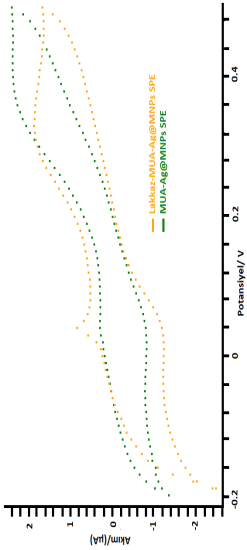 Lakkaz-MUA-Ag@MNPs SPE
MUA-Ag@MNPs SPE
Akım/(µA)
2
1
0
-1
-2
-0.2
0
0.2
0.4
Potansiyel/ V